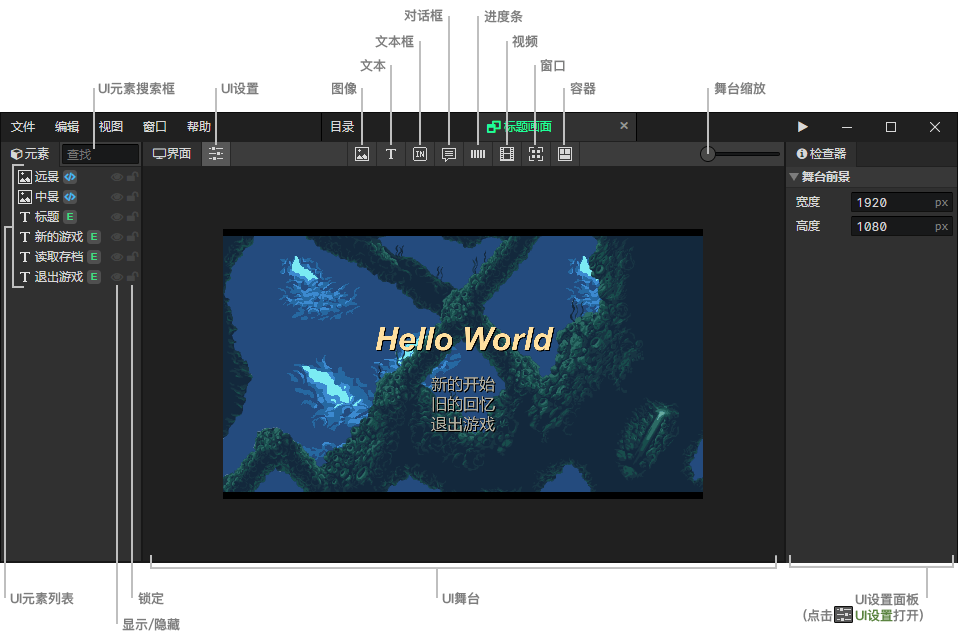 对话框
进度条
文本框
视频
文本
窗口
UI元素搜索框
UI设置
图像
容器
舞台缩放
文件 编辑 视图 窗口 帮助
目录
标题画面
元素
查找
界面
IN
检查器
远景
中景
T 标题 E
T 新的游戏 E
T 读取存档 E
T 退出游戏 E
舞台前景
宽度 1920 px
高度 1080 px
Hello World
新的开始
旧的回忆
退出游戏
UI元素列表
锁定
显示/隐藏
UI舞台
UI设置面板
(点击 UI设置打开)